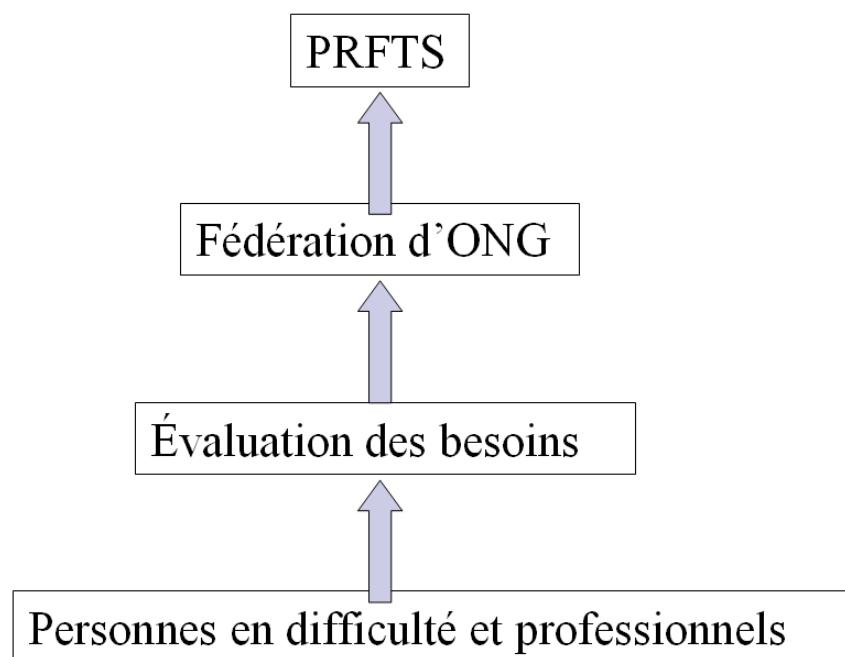 PRFTS
Fédération d’ONG
Évaluation des besoins
Personnes en difficulté et professionnels